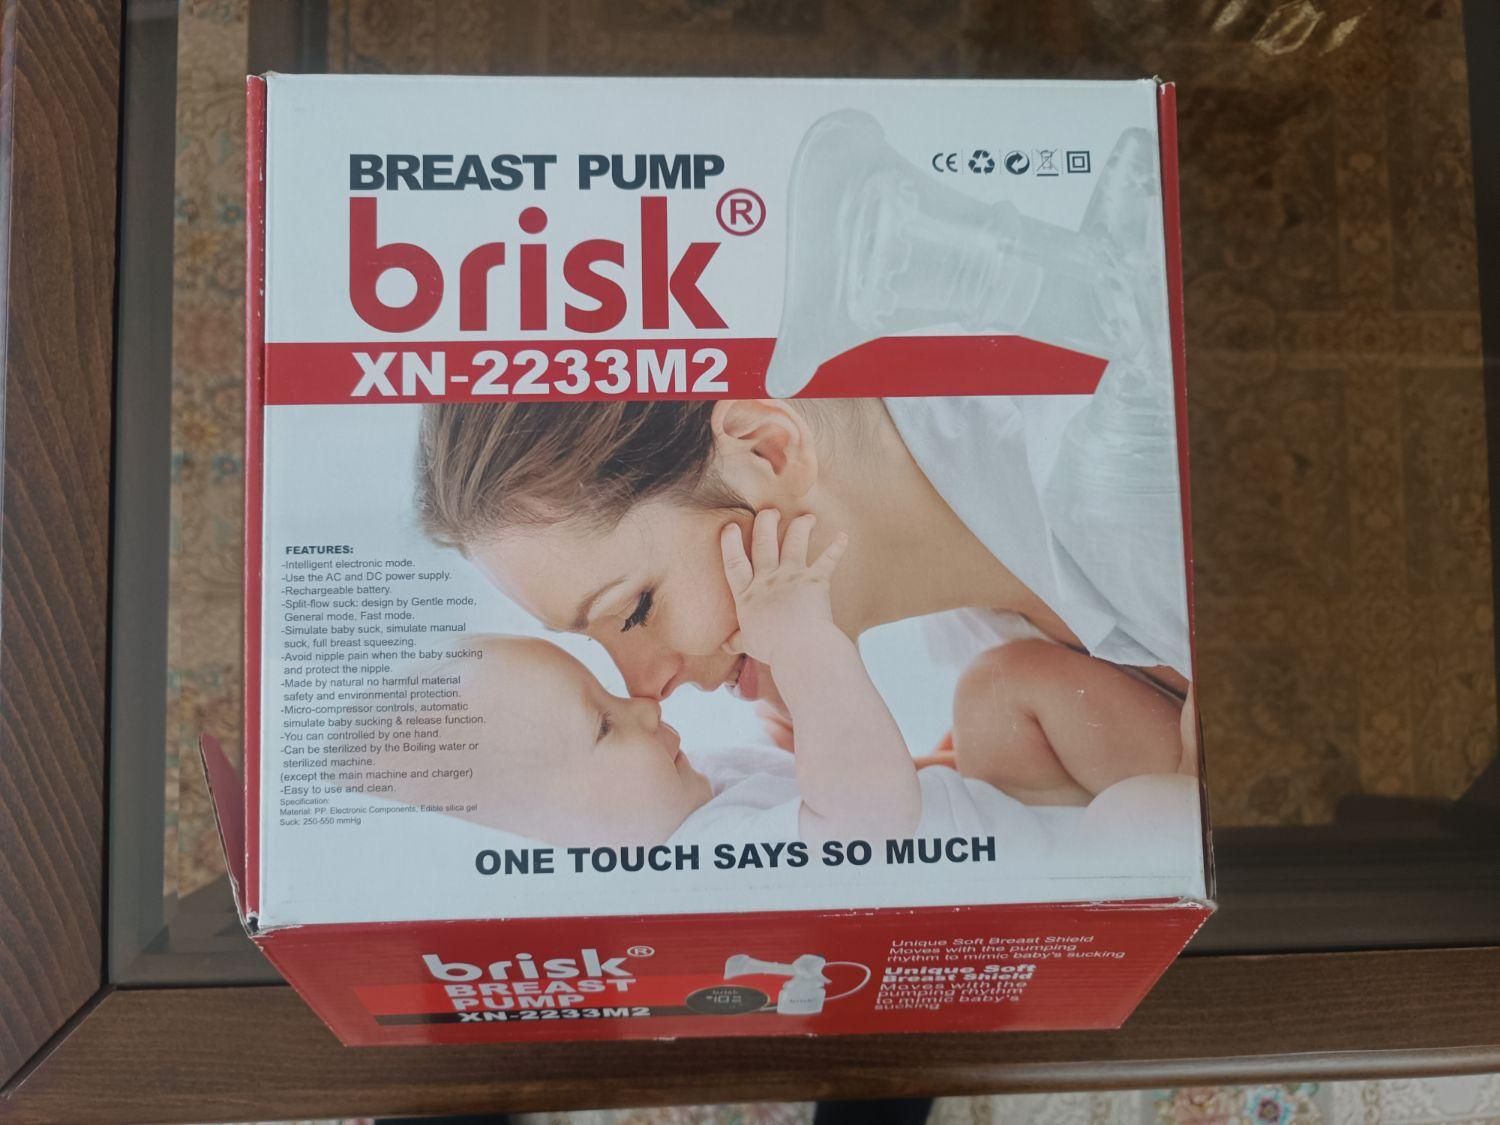 BREAST PUMP
brisk®
XN-2233M2
CE
FEATURES:
-Intelligent electronic mode.
-Use the AC and DC power supply.
-Rechargeable battery.
-Split-flow suck: design by Gentle mode,
General mode, Fast mode.
-Simulate baby suck, simulate manual
suck, full breast squeezing.
-Avoid nipple pain when the baby sucking
and protect the nipple.
-Made by natural no harmful material
safety and environmental protection.
-Micro-compressor controls, automatic
simulate baby sucking & release function.
-You can controlled by one hand.
-Can be sterilized by the Boiling water or
sterilized machine.
(except the main machine and charger)
-Easy to use and clean.
Specification:
Material: PP, Electronic Components, Edible silica gel
Suck: 250-550 mmHg
ONE TOUCH SAYS SO MUCH
brisk®
BREAST
PUMP
XN-2233M2
brisk
10
brisk
Unique Soft Breast Shield
Moves with the pumping
rhythm to mimic baby's sucking
Unique Soft
Breast Shield
Moves with the
pumping rhythm
to mimic baby's
sucking